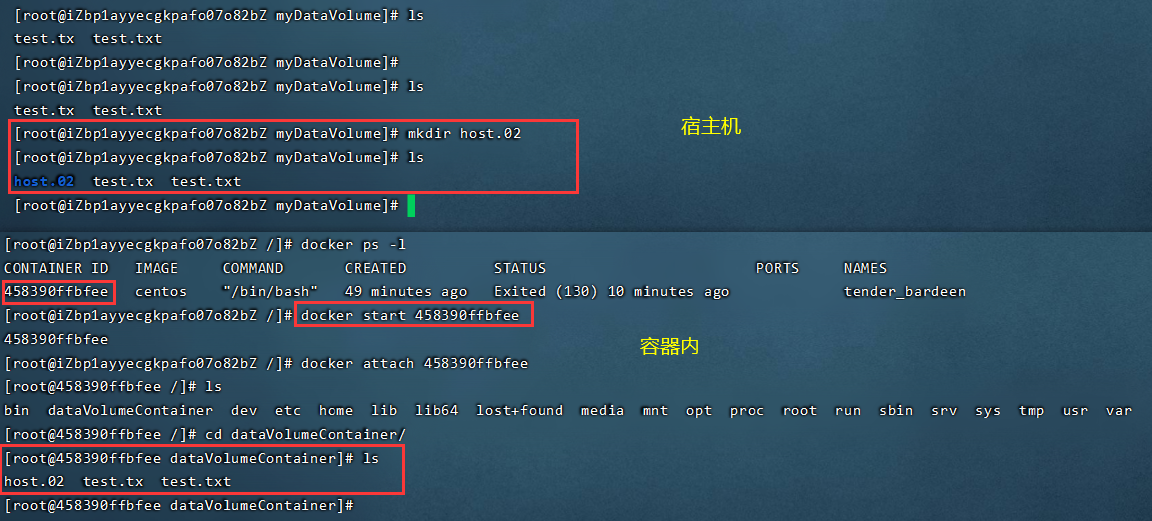 [root@iZbp1ayyecgkpafo07o82bZ myDataVolume]# ls
test.tx  test.txt
[root@iZbp1ayyecgkpafo07o82bZ myDataVolume]#
[root@iZbp1ayyecgkpafo07o82bZ myDataVolume]# ls
test.tx  test.txt
[root@iZbp1ayyecgkpafo07o82bZ myDataVolume]# mkdir host.02
宿主机
[root@iZbp1ayyecgkpafo07o82bZ myDataVolume]# ls
host.02  test.tx  test.txt
[root@iZbp1ayyecgkpafo07o82bZ myDataVolume]#
[root@iZbp1ayyecgkpafo07o82bZ /]# docker ps -l
CONTAINER ID   IMAGE     COMMAND       CREATED          STATUS                        PORTS     NAMES
458390ffbfee   centos    "/bin/bash"   49 minutes ago   Exited (130) 10 minutes ago             tender_bardeen
[root@iZbp1ayyecgkpafo07o82bZ /]# docker start 458390ffbfee
458390ffbfee
容器内
[root@iZbp1ayyecgkpafo07o82bZ /]# docker attach 458390ffbfee
[root@458390ffbfee /]# ls
bin  dataVolumeContainer  dev  etc  home  lib  lib64  lost+found  media  mnt  opt  proc  root  run  sbin  srv  sys  tmp  usr  var
[root@458390ffbfee /]# cd dataVolumeContainer/
[root@458390ffbfee dataVolumeContainer]# ls
host.02  test.tx  test.txt
[root@458390ffbfee dataVolumeContainer]#